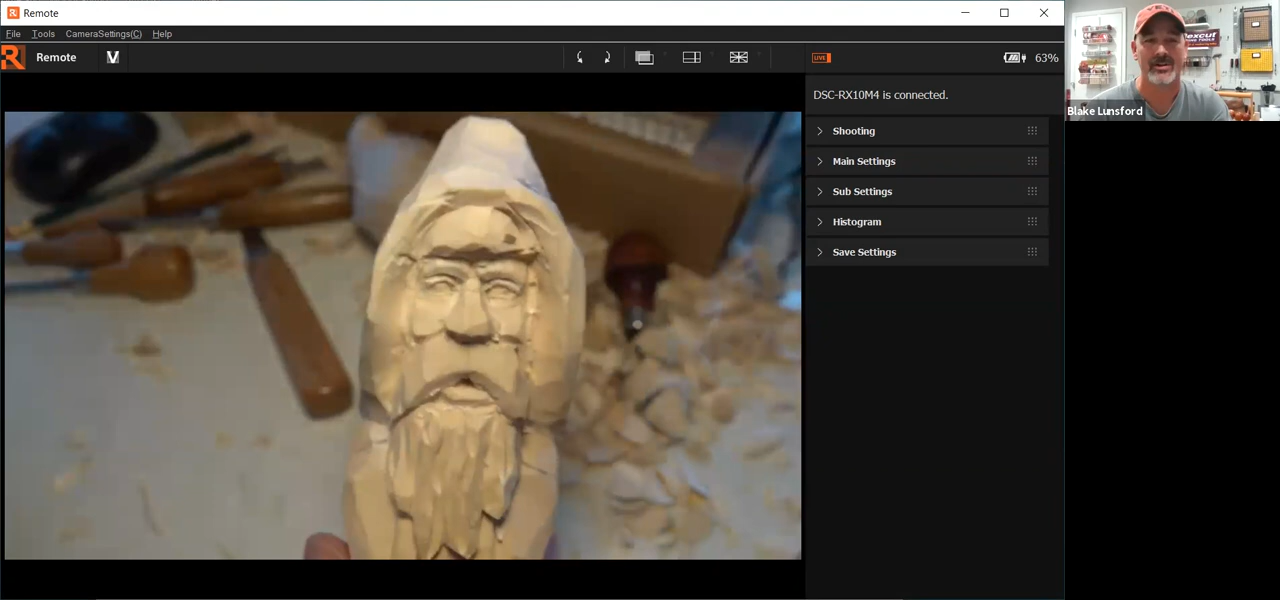 Remote
File Tools CameraSettings(C) Help
R Remote V LIVE 63%
DSC-RX10M4 is connected.
Shooting
Main Settings
Sub Settings
Histogram
Save Settings
Blake Lunsford